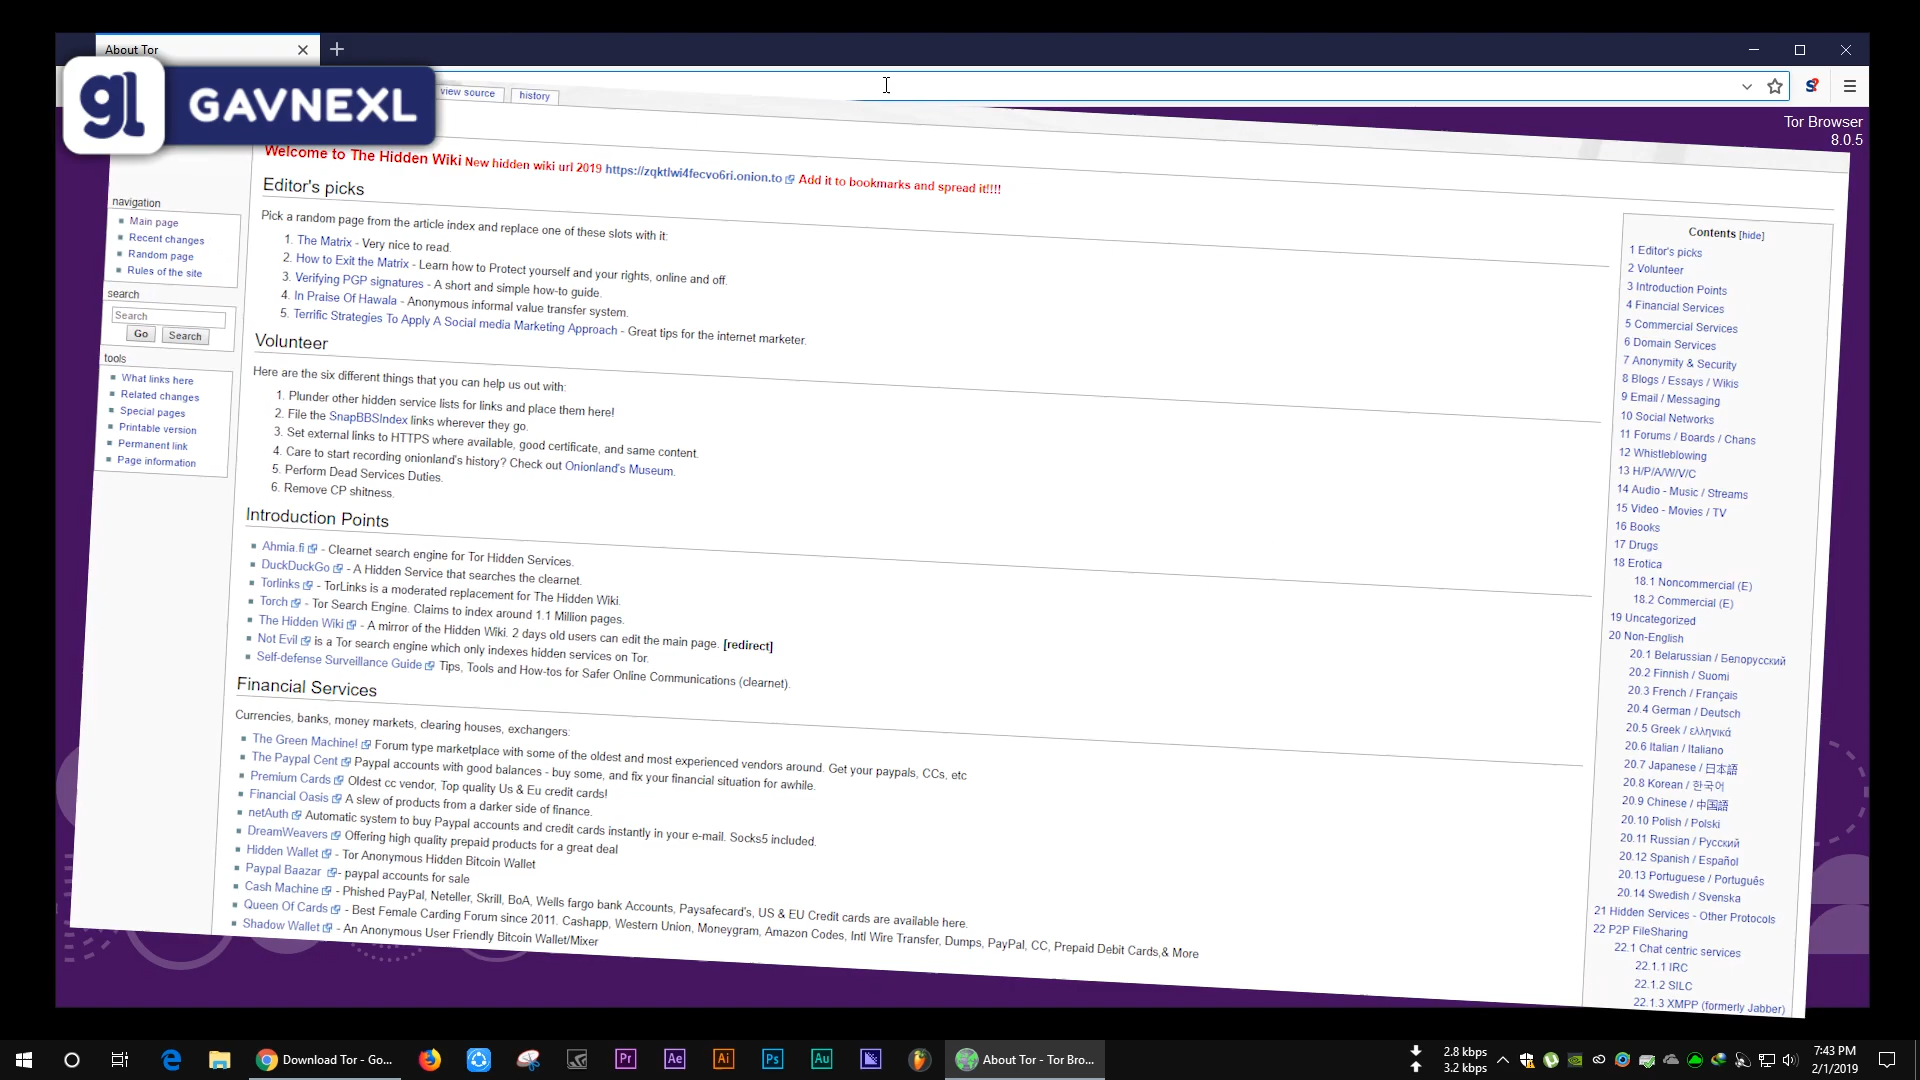 About Tor
GAVNEXL
view source
history
Tor Browser
8.0.5
Welcome to The Hidden Wiki New hidden wiki url 2019 https://zqktlwi4fecvo6ri.onion.to Add it to bookmarks and spread it!!!!
Editor's picks
Pick a random page from the article index and replace one of these slots with it:
1. The Matrix - Very nice to read.
2. How to Exit the Matrix - Learn how to Protect yourself and your rights, online and off.
3. Verifying PGP signatures - A short and simple how-to guide.
4. In Praise Of Hawala - Anonymous informal value transfer system.
5. Terrific Strategies To Apply A Social media Marketing Approach - Great tips for the internet marketer.
Volunteer
Here are the six different things that you can help us out with:
1. Plunder other hidden service lists for links and place them here!
2. File the SnapBBSIndex links wherever they go.
3. Set external links to HTTPS where available, good certificate, and same content.
4. Care to start recording onionland's history? Check out Onionland's Museum.
5. Perform Dead Services Duties.
6. Remove CP shitness.
Introduction Points
Ahmia.fi - Clearnet search engine for Tor Hidden Services.
DuckDuckGo - A Hidden Service that searches the clearnet.
Torlinks - TorLinks is a moderated replacement for The Hidden Wiki.
Torch - Tor Search Engine. Claims to index around 1.1 Million pages.
The Hidden Wiki - A mirror of the Hidden Wiki. 2 days old users can edit the main page. [redirect]
Not Evil is a Tor search engine which only indexes hidden services on Tor.
Self-defense Surveillance Guide Tips, Tools and How-tos for Safer Online Communications (clearnet).
Financial Services
Currencies, banks, money markets, clearing houses, exchangers:
The Green Machine! Forum type marketplace with some of the oldest and most experienced vendors around. Get your paypals, CCs, etc
The Paypal Cent Paypal accounts with good balances - buy some, and fix your financial situation for awhile.
Premium Cards Oldest cc vendor, Top quality Us & Eu credit cards!
Financial Oasis A slew of products from a darker side of finance.
netAuth Automatic system to buy Paypal accounts and credit cards instantly in your e-mail. Socks5 included.
DreamWeavers Offering high quality prepaid products for a great deal
Hidden Wallet - Tor Anonymous Hidden Bitcoin Wallet
Paypal Baazar - paypal accounts for sale
Cash Machine - Phished PayPal, Neteller, Skrill, BoA, Wells fargo bank Accounts, Paysafecard's, US & EU Credit cards are available here.
Queen Of Cards - Best Female Carding Forum since 2011. Cashapp, Western Union, Moneygram, Amazon Codes, Intl Wire Transfer, Dumps, PayPal, CC, Prepaid Debit Cards,& More
Shadow Wallet - An Anonymous User Friendly Bitcoin Wallet/Mixer
navigation
Main page
Recent changes
Random page
Rules of the site
search
Search
Go Search
tools
What links here
Related changes
Special pages
Printable version
Permanent link
Page information
Contents [hide]
1 Editor's picks
2 Volunteer
3 Introduction Points
4 Financial Services
5 Commercial Services
6 Domain Services
7 Anonymity & Security
8 Blogs / Essays / Wikis
9 Email / Messaging
10 Social Networks
11 Forums / Boards / Chans
12 Whistleblowing
13 H/P/A/W/V/C
14 Audio - Music / Streams
15 Video - Movies / TV
16 Books
17 Drugs
18 Erotica
18.1 Noncommercial (E)
18.2 Commercial (E)
19 Uncategorized
20 Non-English
20.1 Belarussian / Белорусский
20.2 Finnish / Suomi
20.3 French / Français
20.4 German / Deutsch
20.5 Greek / ελληνικά
20.6 Italian / Italiano
20.7 Japanese / 日本語
20.8 Korean / 한국어
20.9 Chinese / 中国語
20.10 Polish / Polski
20.11 Russian / Русский
20.12 Spanish / Español
20.13 Portuguese / Português
20.14 Swedish / Svenska
21 Hidden Services - Other Protocols
22 P2P FileSharing
22.1 Chat centric services
22.1.1 IRC
22.1.2 SILC
22.1.3 XMPP (formerly Jabber)
Download Tor - Go...
Pr
Ae
Ai
Ps
Au
About Tor - Tor Bro...
2.8 kbps
3.2 kbps
7:43 PM
2/1/2019